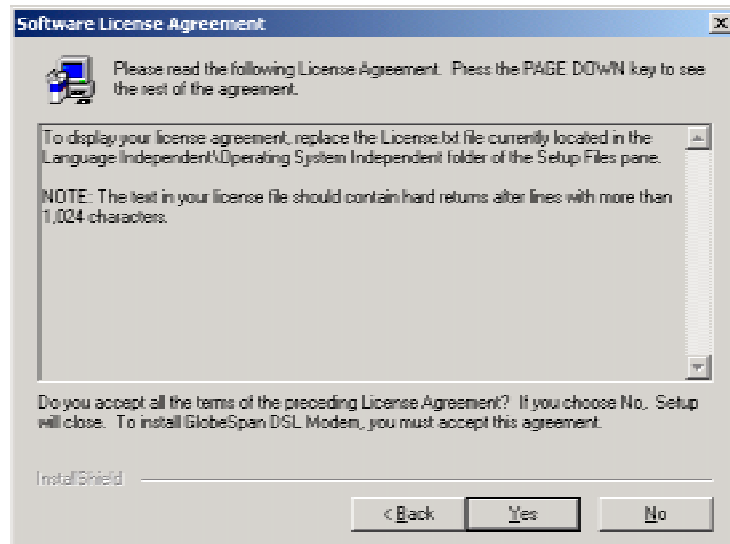 Software License Agreement
Please read the following License Agreement. Press the PAGE DOWN key to see
the rest of the agreement.
To display your license agreement, replace the License.txt file currently located in the
Language Independent\Operating System Independent folder of the Setup Files pane.
NOTE: The text in your license file should contain hard returns after lines with more than
1,024 characters.
Do you accept all the terms of the preceding License Agreement? If you choose No, Setup
will close. To install GlobeSpan DSL Modem, you must accept this agreement.
InstallShield
< Back
Yes
No